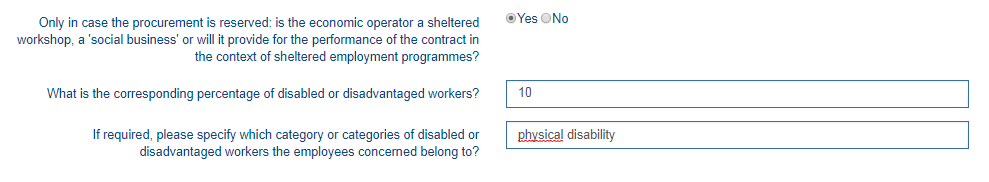 Only in case the procurement is reserved: is the economic operator a sheltered
workshop, a 'social business' or will it provide for the performance of the contract in
the context of sheltered employment programmes?
Yes No
What is the corresponding percentage of disabled or disadvantaged workers?
10
If required, please specify which category or categories of disabled or
disadvantaged workers the employees concerned belong to?
physical disability